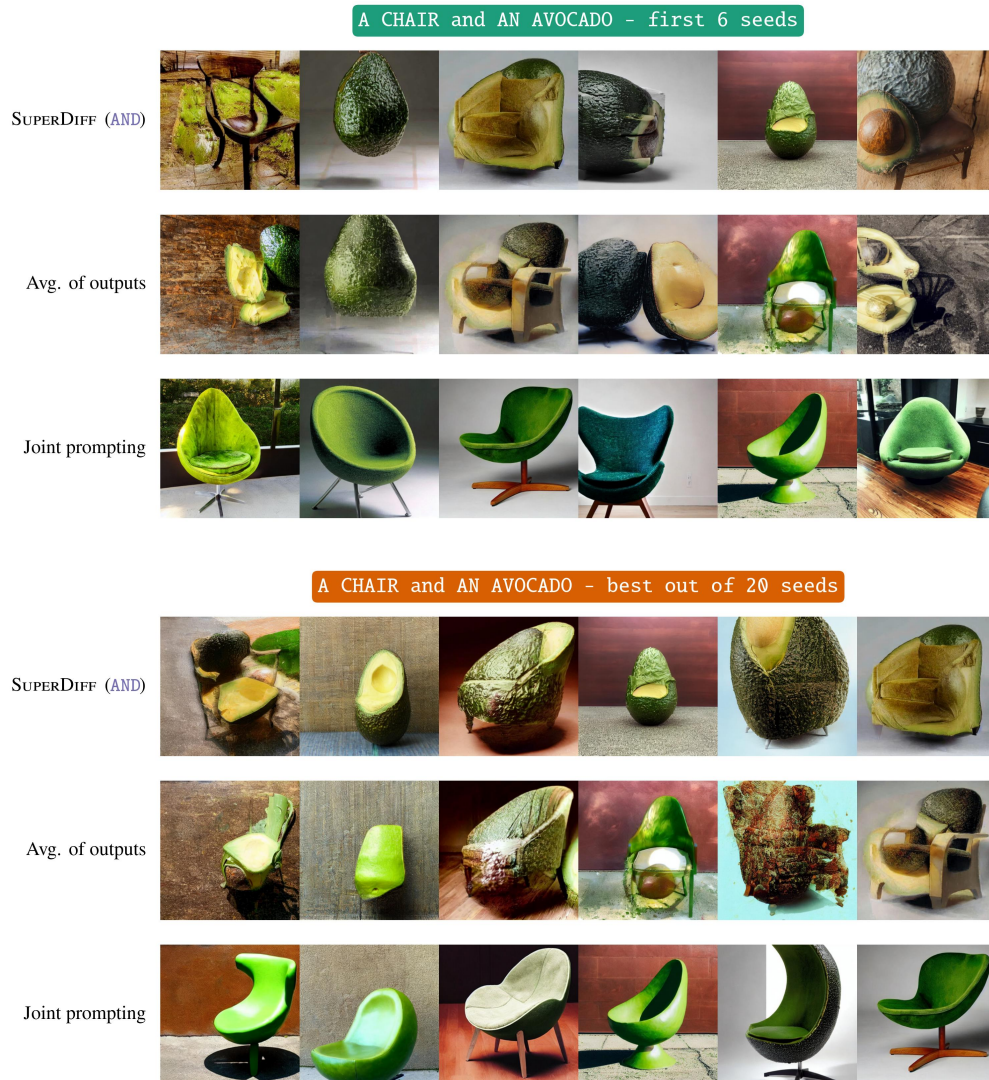 A CHAIR and AN AVOCADO - first 6 seeds
SUPERDIFF (AND)
Avg. of outputs
Joint prompting
A CHAIR and AN AVOCADO - best out of 20 seeds
SUPERDIFF (AND)
Avg. of outputs
Joint prompting